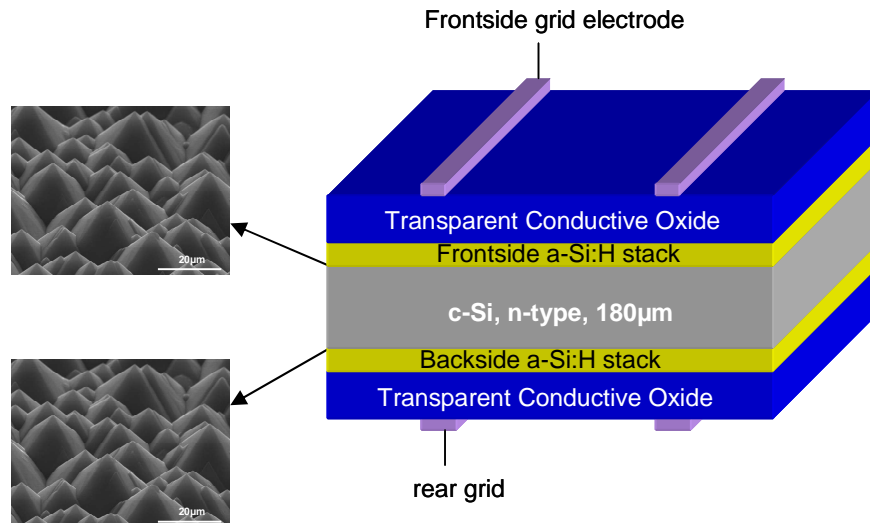 Frontside grid electrode
20µm
Transparent Conductive Oxide
Frontside a-Si:H stack
c-Si, n-type, 180µm
Backside a-Si:H stack
Transparent Conductive Oxide
20µm
rear grid